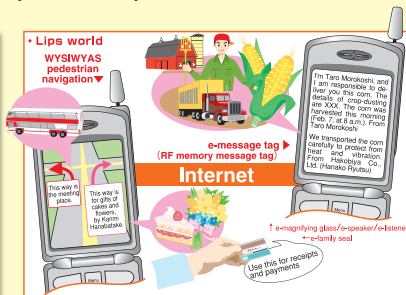 • Lips world
WYSIWYAS
pedestrian
navigation▼
This way is
the meeting
place.
This way is
for gifts of
cakes and
flowers,
by Karim
Hanabatake.
Menu
e-message tag ▶
(RF memory message tag)
Internet
I'm Taro Morokoshi, and
I am responsible to de-
liver you this corn. The
details of crop-dusting
are XXX. The corn was
harvested this morning
(Feb. 7, at 8 a.m.). From
Taro Morokoshi
We transported the corn
carefully to protect from
heat and vibration.
From Hakobiya Co.,
Ltd. (Hanako Ryutsu)
Menu
↑ e-magnifying glass/e-speaker/e-listene
←e-family seal
Use this for receipts
and payments